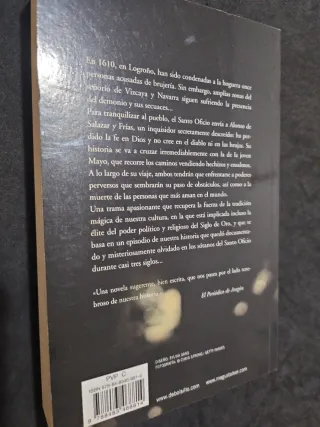 En 1610, en Logroño, han sido condenadas a la hoguera once
personas acusadas de brujería. Sin embargo, amplias zonas del
territorio de Vizcaya y Navarra siguen sufriendo la presencia
del demonio y sus secuaces...
Para tranquilizar al pueblo, el Santo Oficio envía a Alonso de
Salazar y Frías, un inquisidor secretamente descreído: ha per-
dido la fe en Dios y no cree en el diablo ni en las brujas. Su
historia se va a cruzar irremediablemente con la de la joven
Mayo, que recorre los caminos vendiendo hechizos y ensalmos.
A lo largo de su viaje, ambos tendrán que enfrentarse a poderes
perversos que sembrarán su paso de obstáculos, así como a la
muerte de las personas que más aman en el mundo.
Una trama apasionante que recupera la fuerza de la tradición
mágica de nuestra cultura, en la que está implicada incluso la
élite del poder político y religioso del Siglo de Oro, y que se
basa en un episodio de nuestra historia que quedó documenta-
do y misteriosamente olvidado en los sótanos del Santo Oficio
durante casi tres siglos...
«Una novela sugerente, bien escrita, que nos pasea por el lado tene-
broso de nuestra historia.»
El Periódico de Aragón
PVP C.
ISBN
www.debolsillo.com